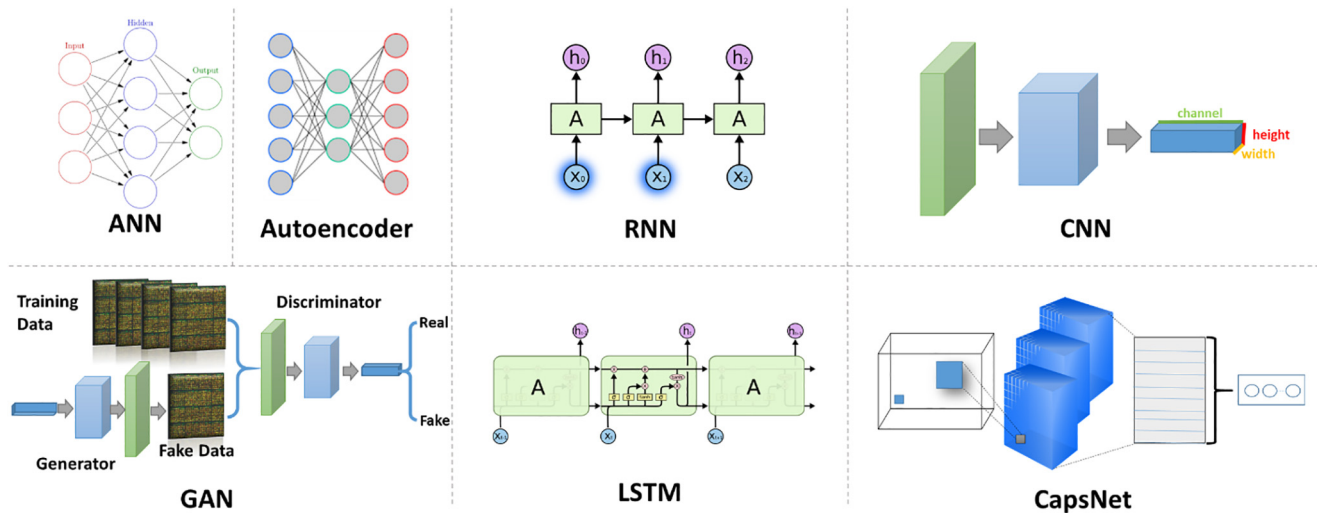 Input
Hidden
Output
ANN
Autoencoder
h₀
h₁
h₂
A
A
A
X₀
X₁
X₂
RNN
channel
height
width
CNN
Training
Data
Discriminator
Real
Fake
Generator
Fake Data
GAN
A
A
LSTM
CapsNet